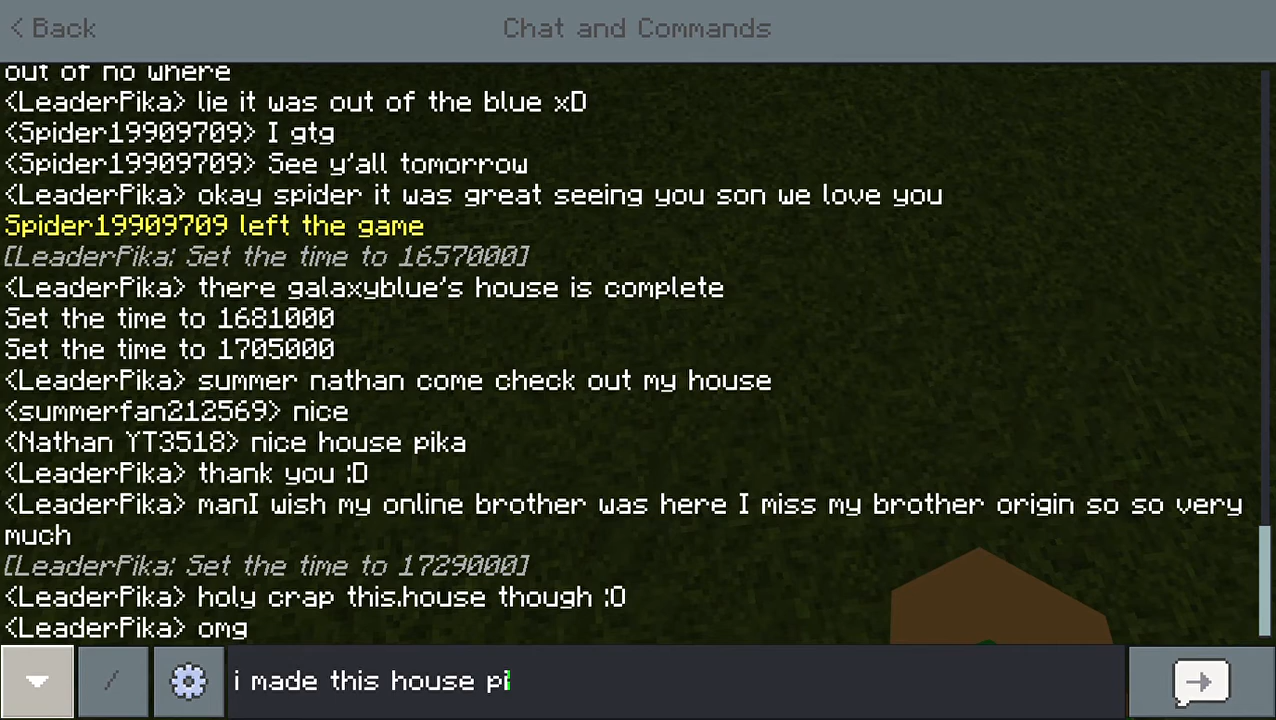 < Back
Chat and Commands
out of no where
<LeaderPika> lie it was out of the blue xD
<Spider19909709> I gtg
<Spider19909709> See y'all tomorrow
<LeaderPika> okay spider it was great seeing you son we love you
Spider19909709 left the game
[LeaderPika: Set the time to 1657000]
<LeaderPika> there galaxyblue's house is complete
Set the time to 1681000
Set the time to 1705000
<LeaderPika> summer nathan come check out my house
<summerfan212569> nice
<Nathan YT3518> nice house pika
<LeaderPika> thank you :D
<LeaderPika> manI wish my online brother was here I miss my brother origin so so very
much
[LeaderPika: Set the time to 1729000]
<LeaderPika> holy crap this.house though :O
<LeaderPika> omg
/
i made this house pi